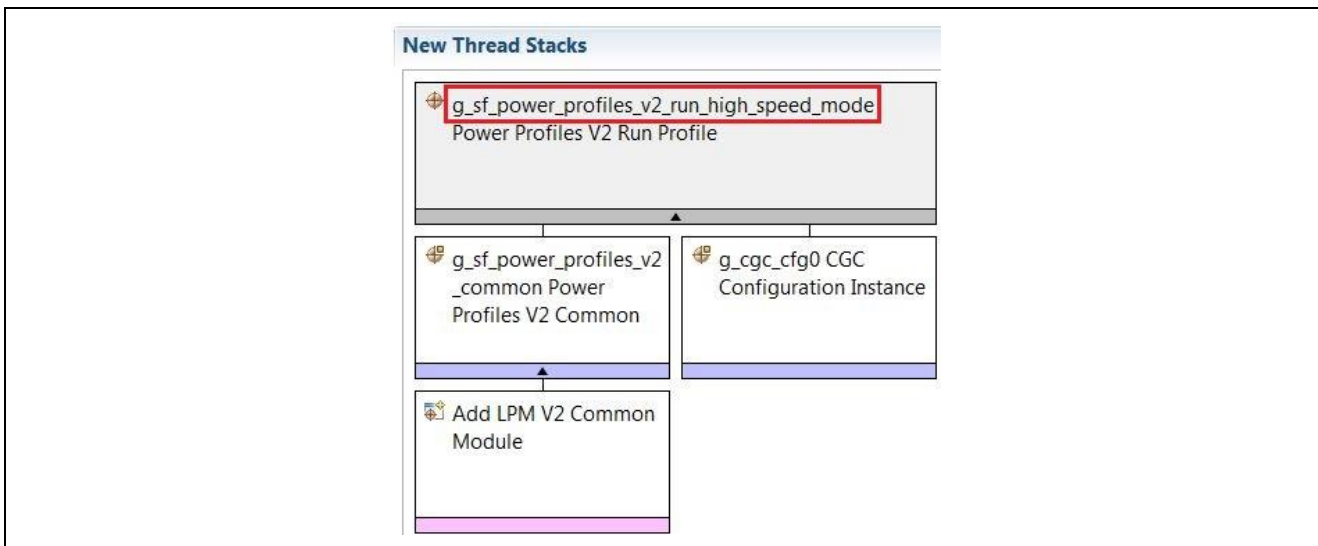 New Thread Stacks
g_sf_power_profiles_v2_run_high_speed_mode
Power Profiles V2 Run Profile
g_sf_power_profiles_v2
_common Power
Profiles V2 Common
g_cgc_cfg0 CGC
Configuration Instance
Add LPM V2 Common
Module